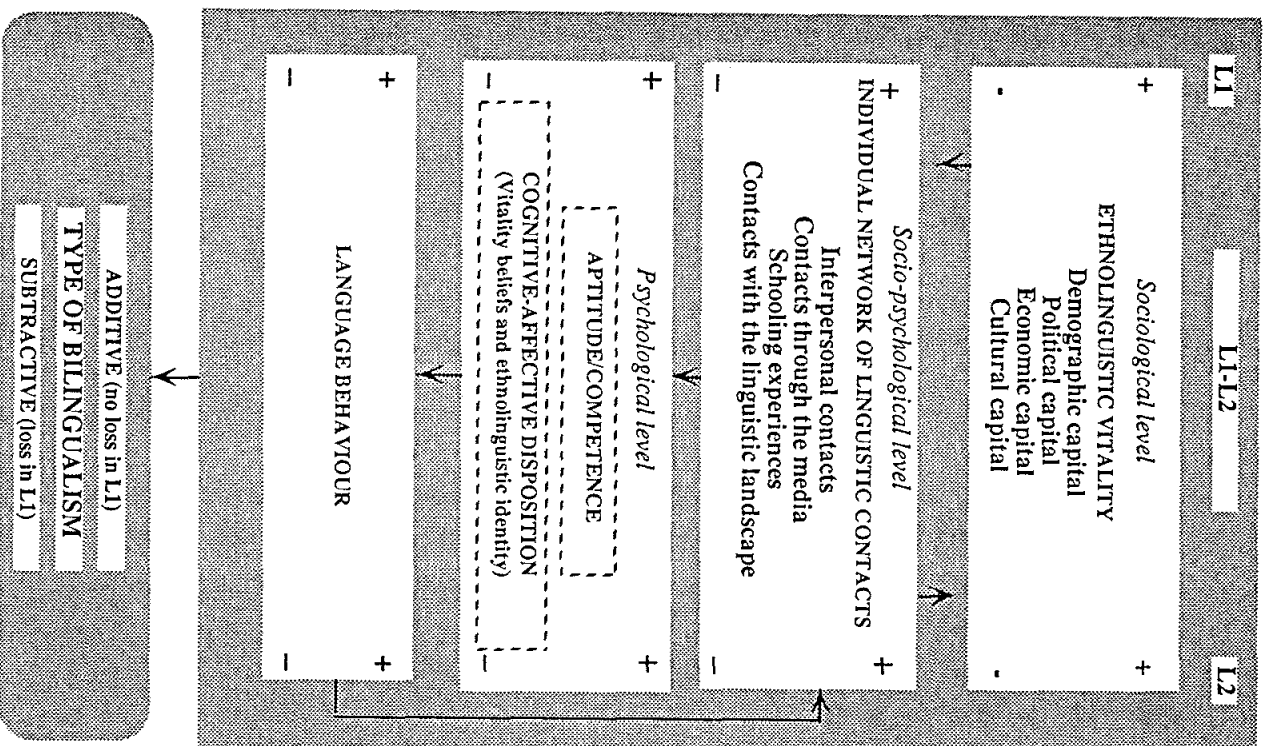 L1
L1-L2
L2
Sociological level
+
+
ETHNOLINGUISTIC VITALITY
Demographic capital
Political capital
Economic capital
Cultural capital
-
-
Socio-psychological level
+
+
INDIVIDUAL NETWORK OF LINGUISTIC CONTACTS
Interpersonal contacts
Contacts through the media
Schooling experiences
Contacts with the linguistic landscape
–
–
Psychological level
+
+
APTITUDE/COMPETENCE
COGNITIVE-AFFECTIVE DISPOSITION
(Vitality beliefs and ethnolinguistic identity)
–
–
+
+
LANGUAGE BEHAVIOUR
–
–
ADDITIVE (no loss in L1)
TYPE OF BILINGUALISM
SUBTRACTIVE (loss in L1)